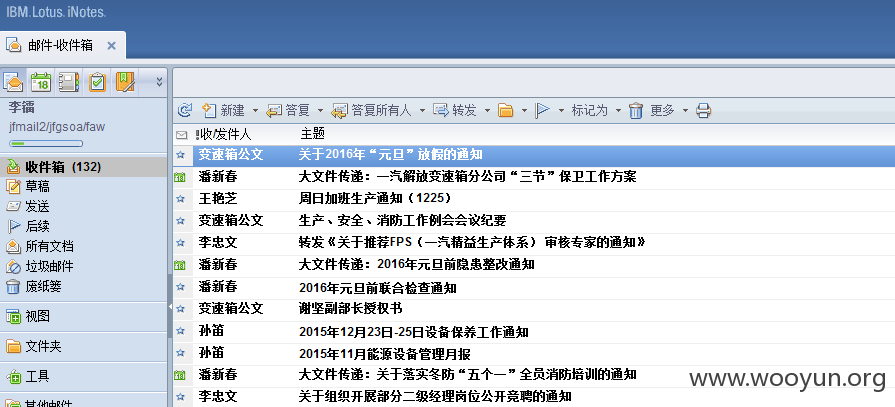 IBM.Lotus.iNotes.
邮件-收件箱
李镭
jfmail2/jfgsoa/faw
收件箱 (132)
草稿
发送
后续
所有文档
垃圾邮件
废纸篓
视图
文件夹
工具
其他邮件
新建 答复 答复所有人 转发 标记为 更多
!收/发件人 主题
变速箱公文 关于2016年“元旦”放假的通知
潘新春 大文件传递：一汽解放变速箱分公司“三节”保卫工作方案
王艳芝 周日加班生产通知（1225）
变速箱公文 生产、安全、消防工作例会会议纪要
李忠文 转发《关于推荐FPS（一汽精益生产体系） 审核专家的通知》
潘新春 大文件传递：2016年元旦前隐患整改通知
潘新春 2016年元旦前联合检查通知
变速箱公文 谢坚副部长授权书
孙笛 2015年12月23日-25日设备保养工作通知
孙笛 2015年11月能源设备管理月报
潘新春 大文件传递：关于落实冬防“五个一”全员消防培训的通知
李忠文 关于组织开展部分二级经理岗位公开竞聘的通知
www.wooyun.org